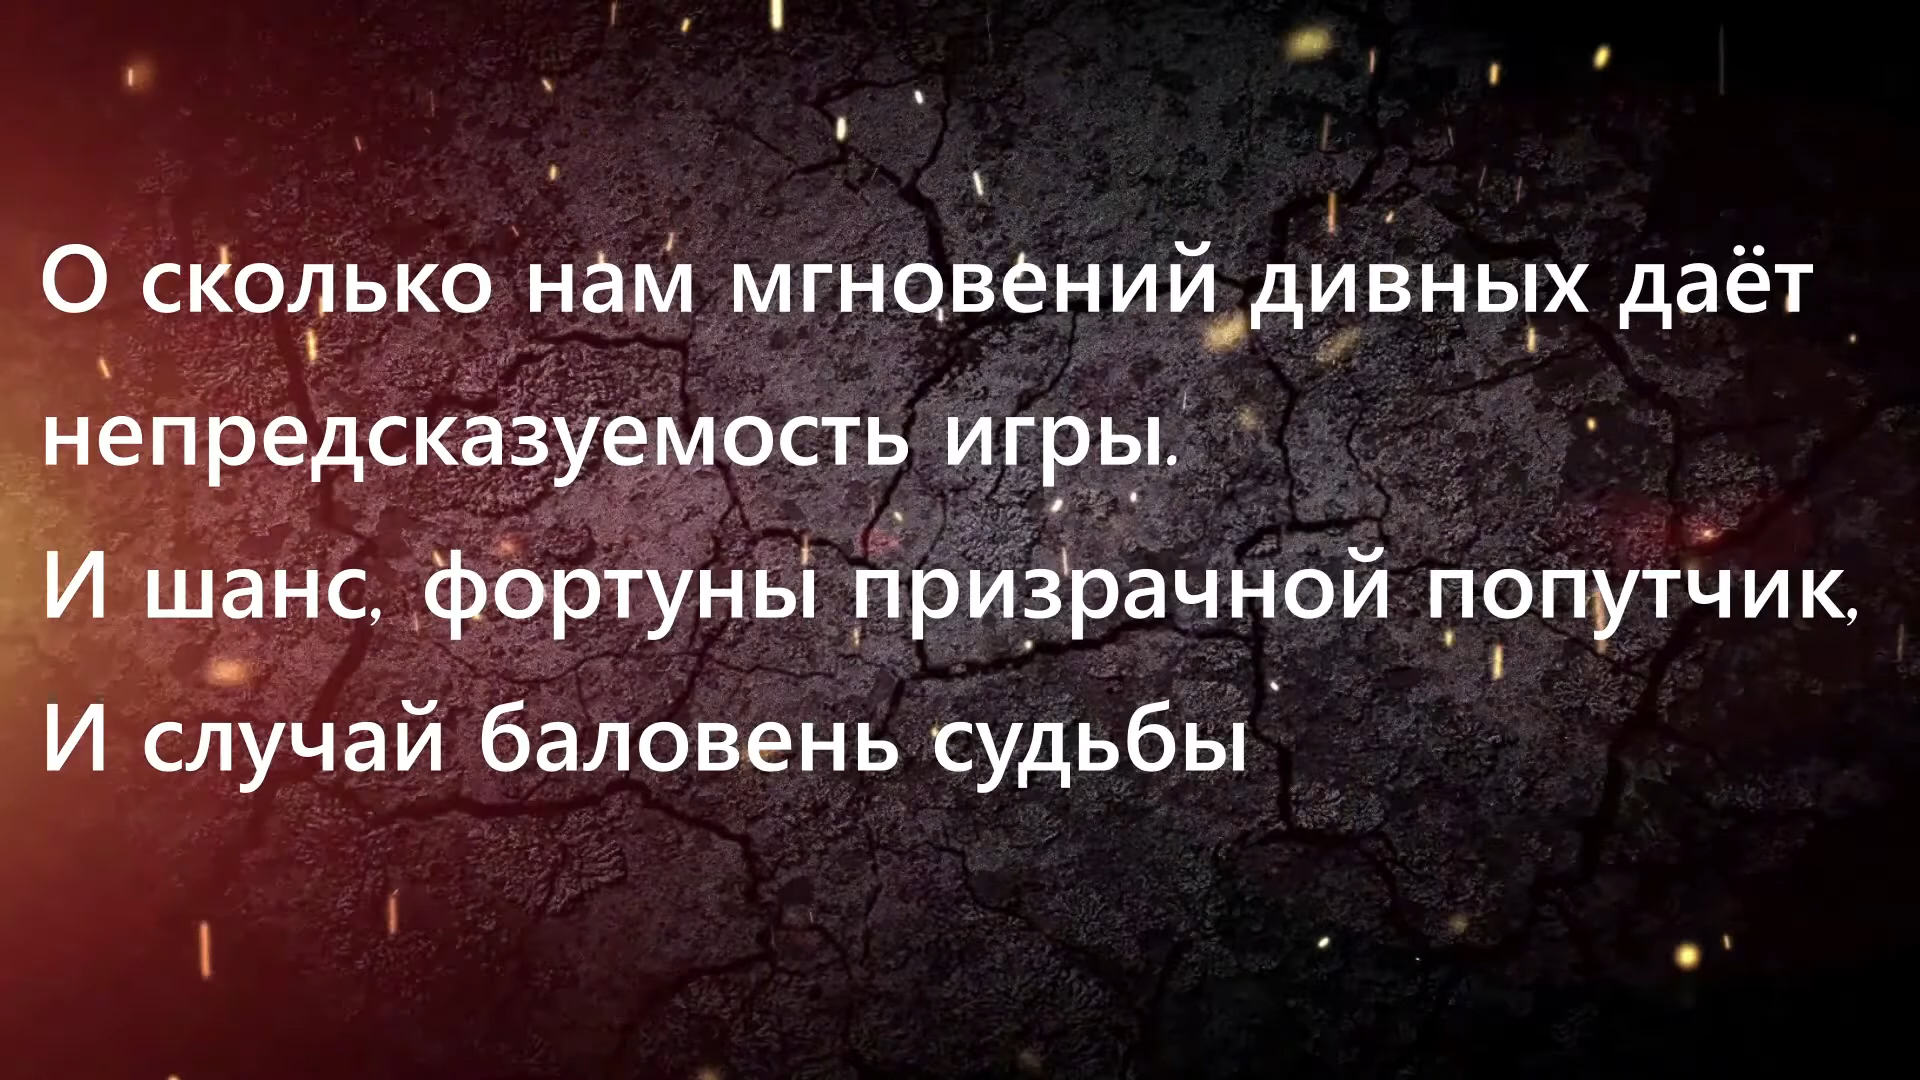 О сколько нам мгновений дивных даёт
непредсказуемость игры.
И шанс, фортуны призрачной попутчик,
И случай баловень судьбы